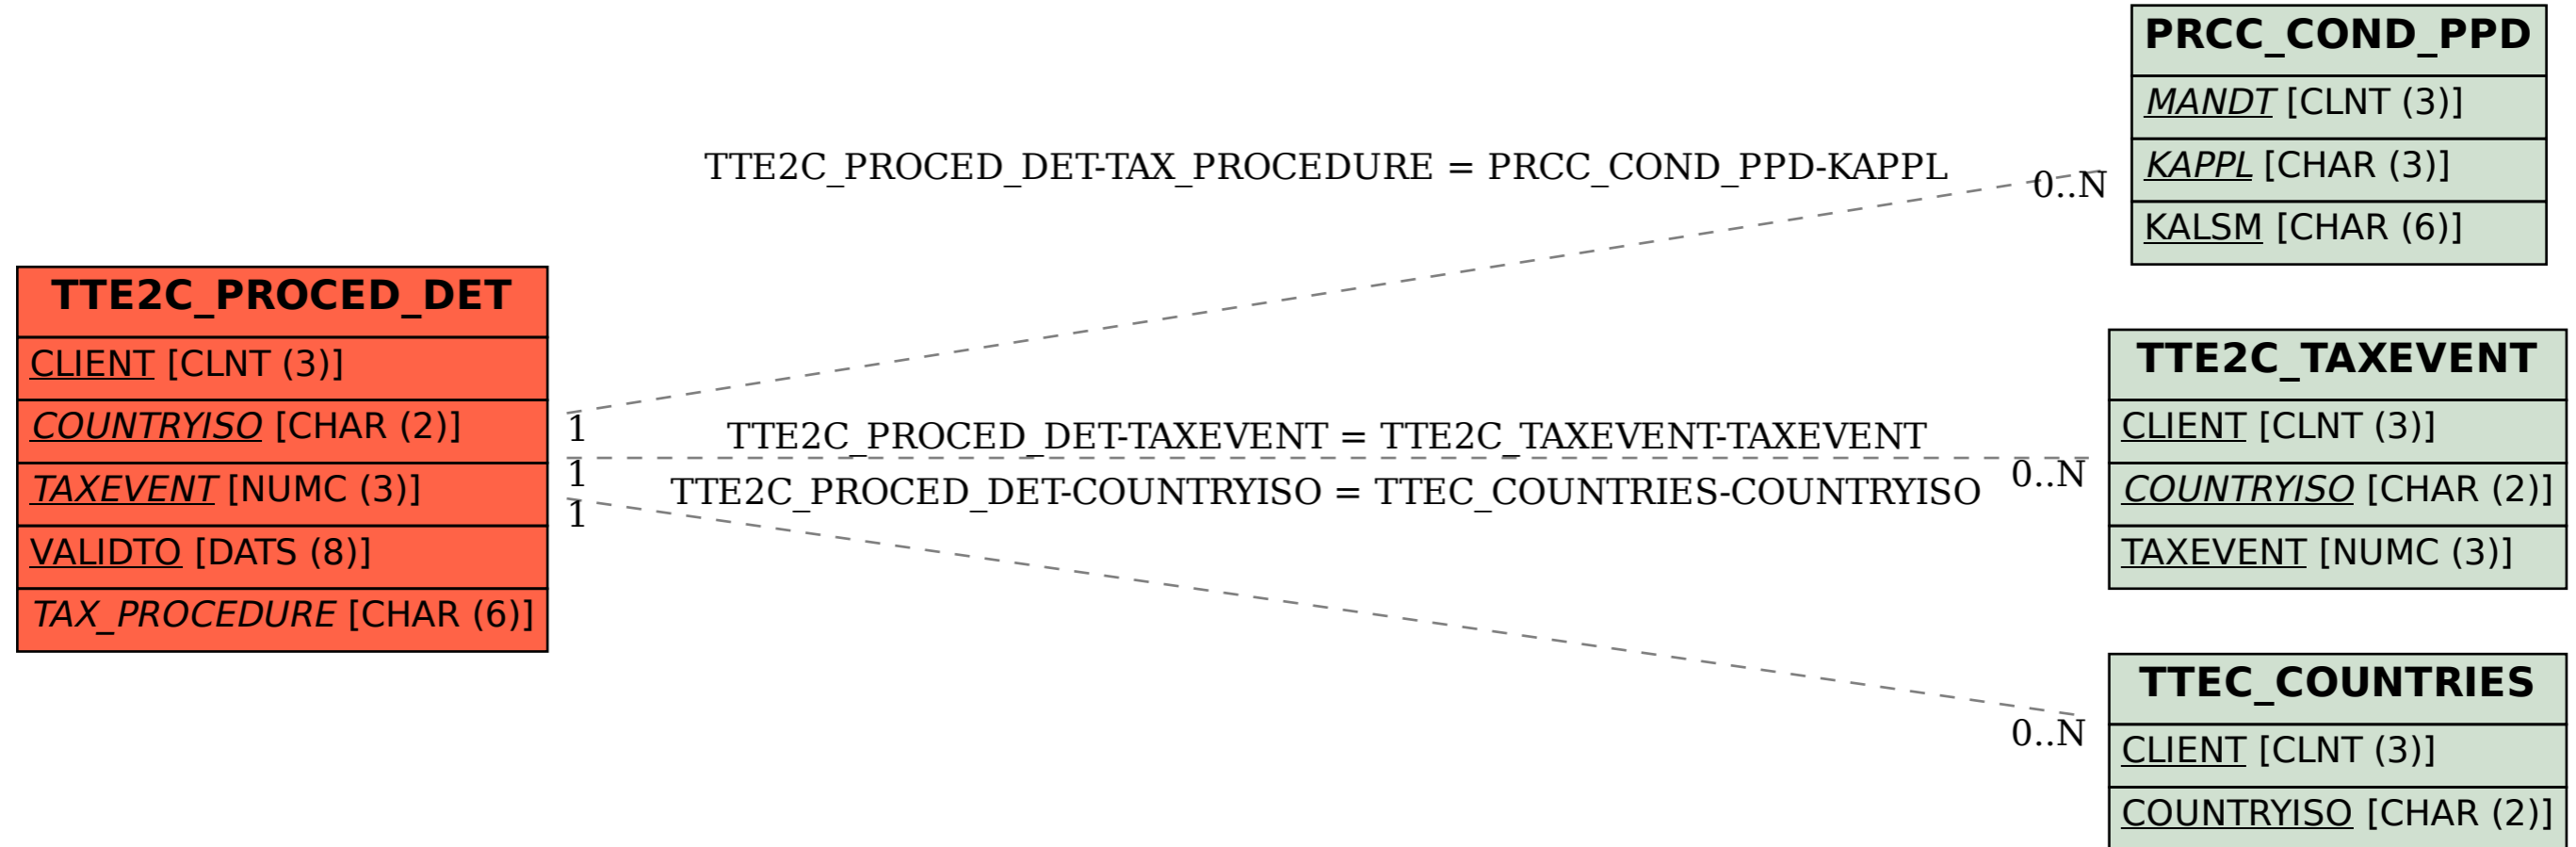 TTE2C_PROCED_DET
CLIENT [CLNT (3)]
COUNTRYISO [CHAR (2)]
TAXEVENT [NUMC (3)]
VALIDTO [DATS (8)]
TAX_PROCEDURE [CHAR (6)]
TTE2C_PROCED_DET-TAX_PROCEDURE = PRCC_COND_PPD-KAPPL
1
0..N
TTE2C_PROCED_DET-TAXEVENT = TTE2C_TAXEVENT-TAXEVENT
1
0..N
TTE2C_PROCED_DET-COUNTRYISO = TTEC_COUNTRIES-COUNTRYISO
1
0..N
PRCC_COND_PPD
MANDT [CLNT (3)]
KAPPL [CHAR (3)]
KALSM [CHAR (6)]
TTE2C_TAXEVENT
CLIENT [CLNT (3)]
COUNTRYISO [CHAR (2)]
TAXEVENT [NUMC (3)]
TTEC_COUNTRIES
CLIENT [CLNT (3)]
COUNTRYISO [CHAR (2)]